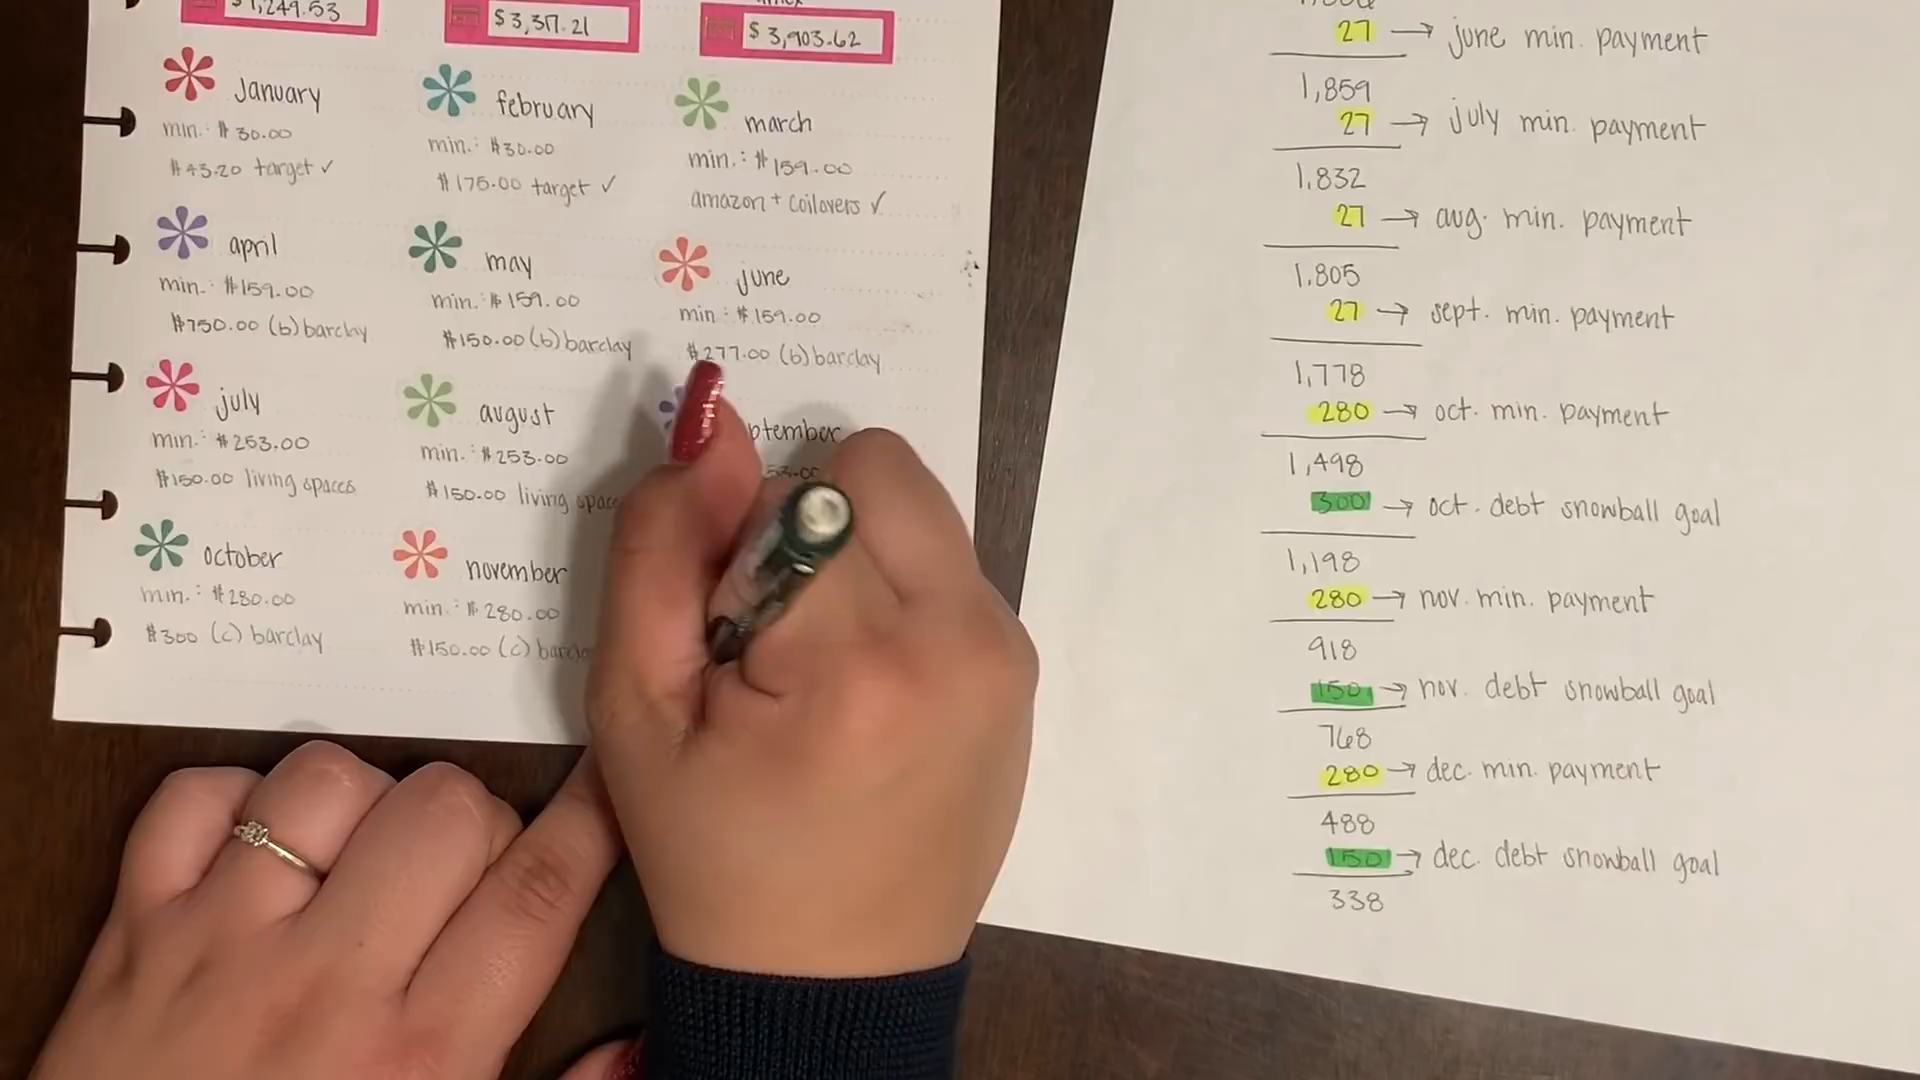 $1,249.53
$3,317.21
$3,903.62
january
min.: $30.00
$43.20 target ✓
february
min.: $30.00
$175.00 target ✓
march
min.: $159.00
amazon + coilovers ✓
april
min.: $159.00
$750.00 (b) barclay
may
min.: $159.00
$150.00 (b) barclay
june
min: $159.00
$277.00 (b) barclay
july
min.: $253.00
$150.00 living spaces
august
min.: $253.00
$150.00 living
ptember
53.00
october
min.: $280.00
$300 (c) barclay
november
min.: $280.00
$150.00 (c)
27 → june min. payment
1,859
27 → july min. payment
1,832
27 → aug. min. payment
1,805
27 → sept. min. payment
1,778
280 → oct. min. payment
1,498
300 → oct. debt snowball goal
1,198
280 → nov. min. payment
918
150 → nov. debt snowball goal
768
280 → dec. min. payment
488
150 → dec. debt snowball goal
338